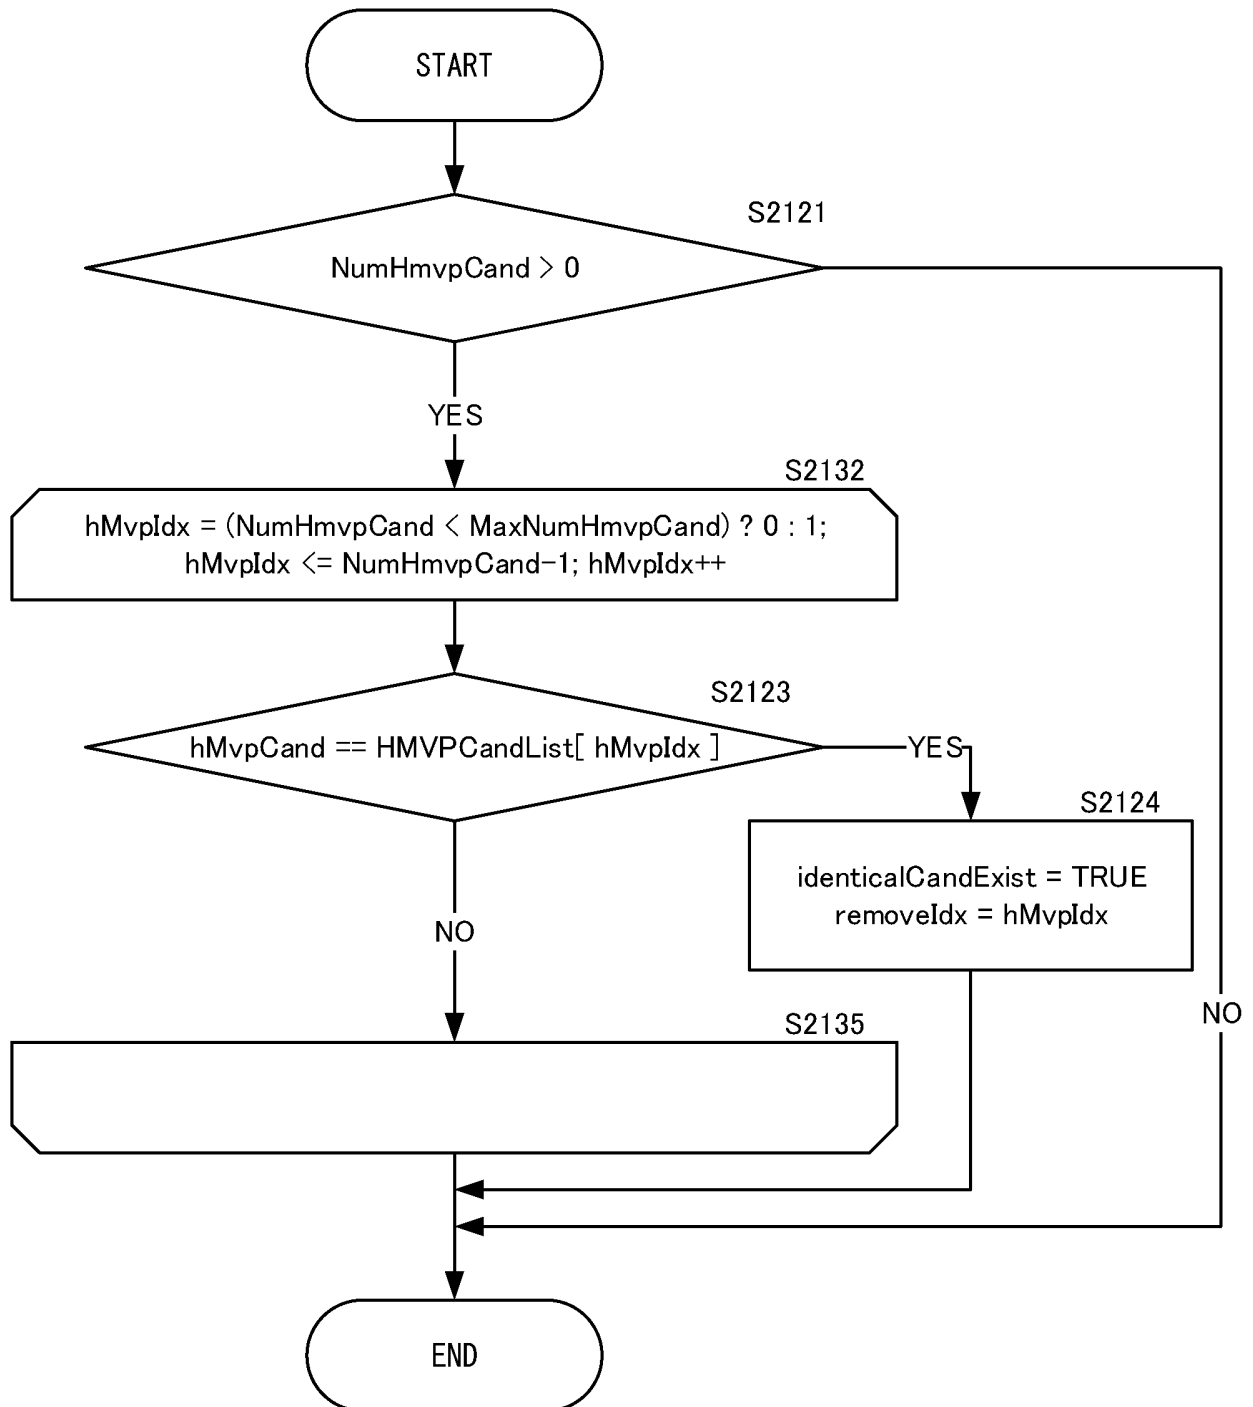 START
S2121
NumHmvpCand > 0
YES
S2132
hMvpIdx = (NumHmvpCand < MaxNumHmvpCand) ? 0 : 1;
hMvpIdx <= NumHmvpCand-1; hMvpIdx++
S2123
hMvpCand == HMVPCandList[ hMvpIdx ]
YES
S2124
identicalCandExist = TRUE
removeIdx = hMvpIdx
NO
S2135
NO
END